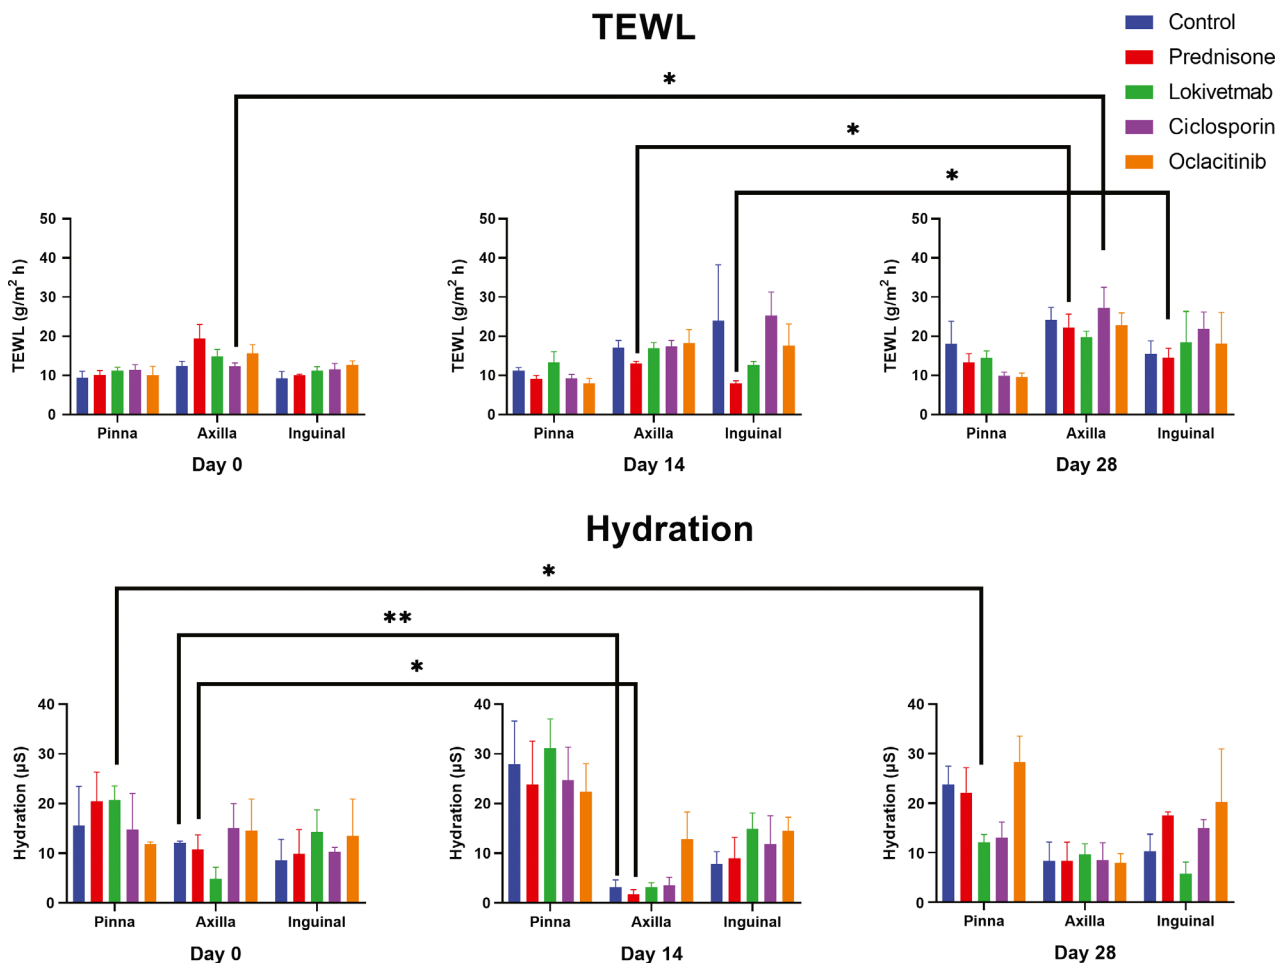 TEWL
Control
Prednisone
Lokivetmab
Ciclosporin
Oclacitinib
*
*
*
TEWL (g/m² h)
50
40
30
20
10
0
Pinna Axilla Inguinal
Day 0
TEWL (g/m² h)
50
40
30
20
10
0
Pinna Axilla Inguinal
Day 14
TEWL (g/m² h)
50
40
30
20
10
0
Pinna Axilla Inguinal
Day 28
Hydration
*
**
*
Hydration (µS)
40
30
20
10
0
Pinna Axilla Inguinal
Day 0
Hydration (µS)
40
30
20
10
0
Pinna Axilla Inguinal
Day 14
Hydration (µS)
40
30
20
10
0
Pinna Axilla Inguinal
Day 28